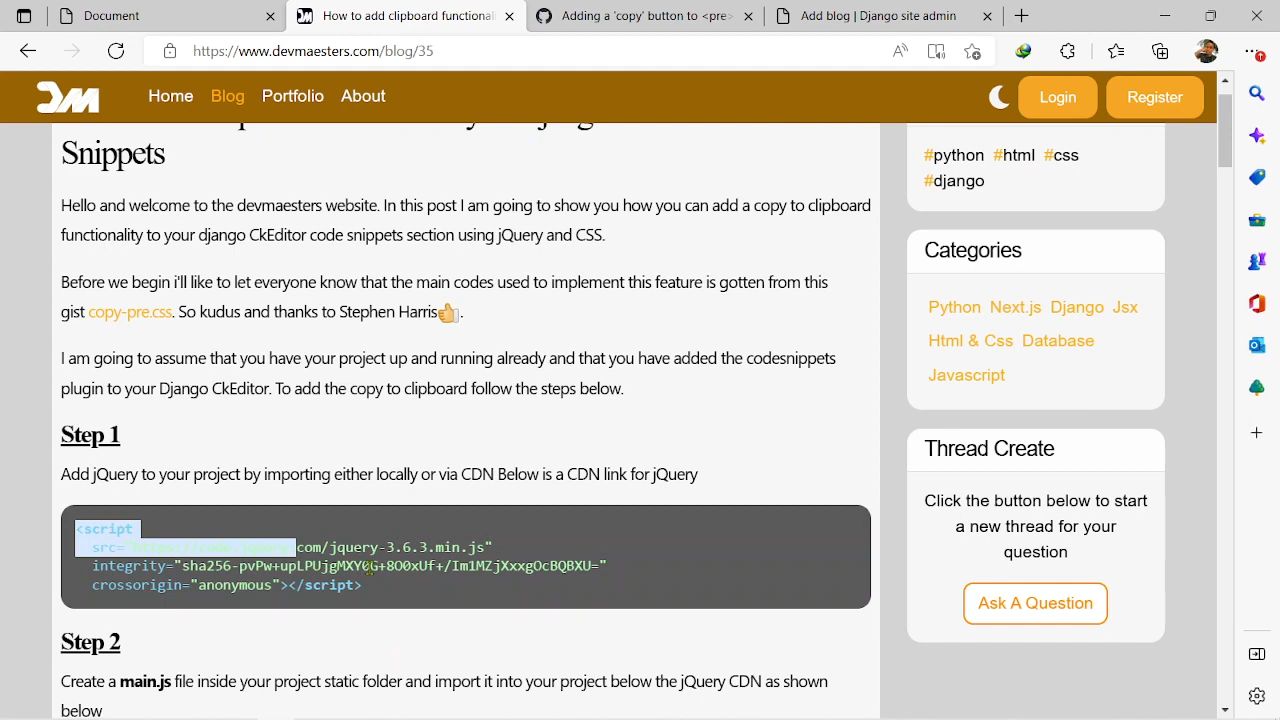 Document
How to add clipboard functional
Adding a 'copy' button to <pre>
Add blog | Django site admin
https://www.devmaesters.com/blog/35
DM
Home
Blog
Portfolio
About
Login
Register
Snippets
Hello and welcome to the devmaesters website. In this post I am going to show you how you can add a copy to clipboard
functionality to your django CkEditor code snippets section using jQuery and CSS.
Before we begin i'll like to let everyone know that the main codes used to implement this feature is gotten from this
gist copy-pre.css. So kudus and thanks to Stephen Harris👍.
I am going to assume that you have your project up and running already and that you have added the codesnippets
plugin to your Django CkEditor. To add the copy to clipboard follow the steps below.
Step 1
Add jQuery to your project by importing either locally or via CDN Below is a CDN link for jQuery
<script
src="https://code.jquery.com/jquery-3.6.3.min.js"
crossorigin="anonymous"></script>
Step 2
Create a main.js file inside your project static folder and import it into your project below the jQuery CDN as shown
below
#python #html #css
#django
Categories
Python Next.js Django Jsx
Html & Css Database
Javascript
Thread Create
Click the button below to start
a new thread for your
question
Ask A Question